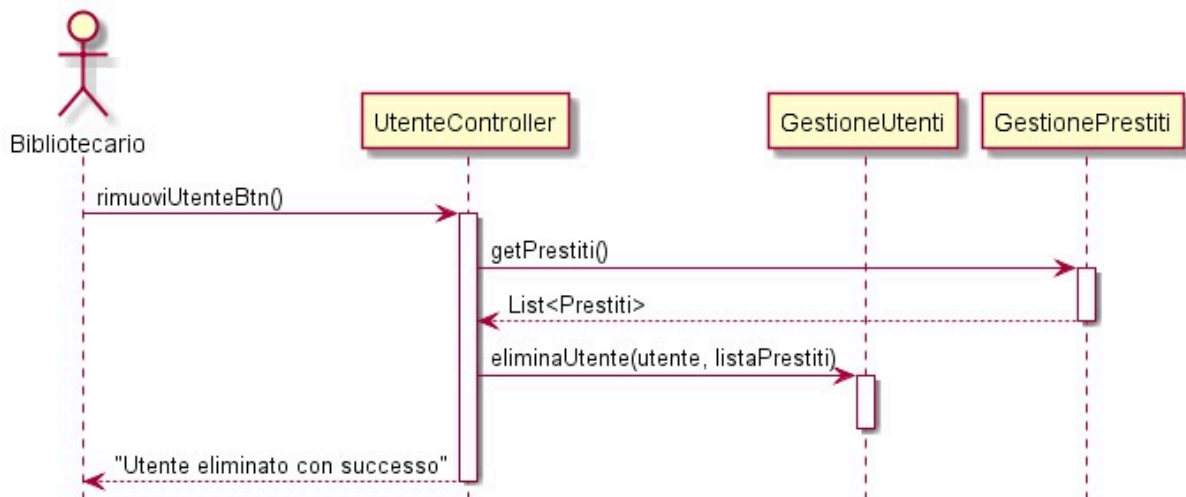 Bibliotecario
UtenteController
GestioneUtenti
GestionePrestiti
rimuoviUtenteBtn()
getPrestiti()
List<Prestiti>
eliminaUtente(utente, listaPrestiti)
"Utente eliminato con successo"